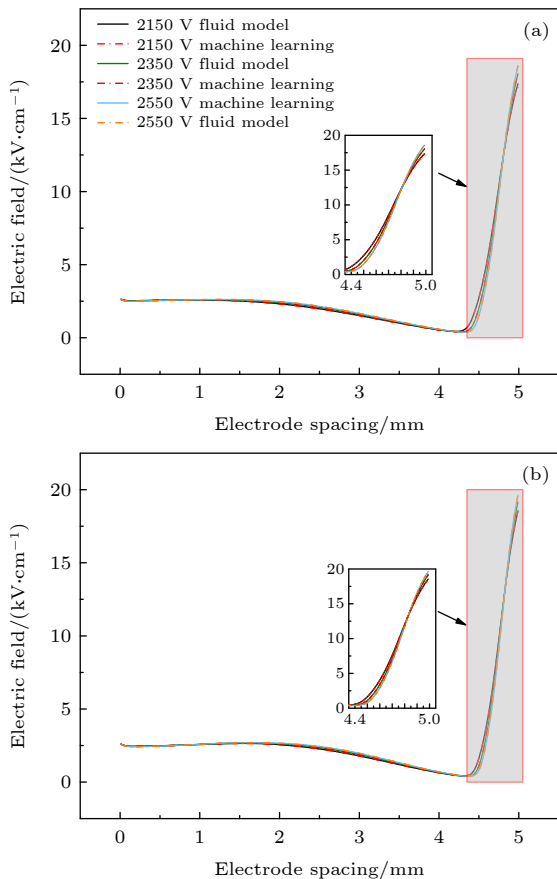 (a)
2150 V fluid model
2150 V machine learning
2350 V fluid model
2350 V machine learning
2550 V machine learning
2550 V fluid model
20
15
10
5
0
4.4 5.0
20
15
10
5
0
Electric field/(kV·cm⁻¹)
0 1 2 3 4 5
Electrode spacing/mm
(b)
20
15
10
5
0
4.4 5.0
20
15
10
5
0
Electric field/(kV·cm⁻¹)
0 1 2 3 4 5
Electrode spacing/mm